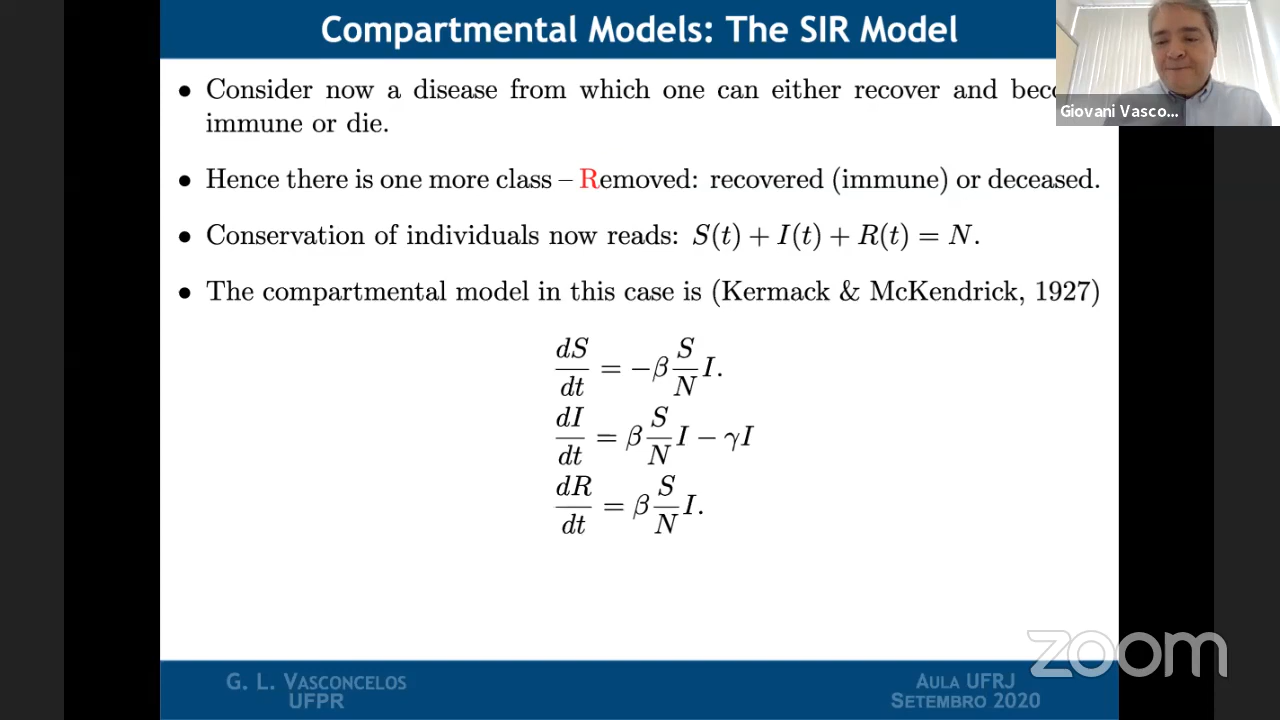 Compartmental Models: The SIR Model
• Consider now a disease from which one can either recover and beco
immune or die.
Giovani Vasco...
• Hence there is one more class – Removed: recovered (immune) or deceased.
• Conservation of individuals now reads: S(t) + I(t) + R(t) = N.
• The compartmental model in this case is (Kermack & McKendrick, 1927)
dS/dt = −β S/N I.
dI/dt = β S/N I − γI
dR/dt = β S/N I.
zoom
G. L. VASCONCELOS
UFPR
AULA UFRJ
SETEMBRO 2020